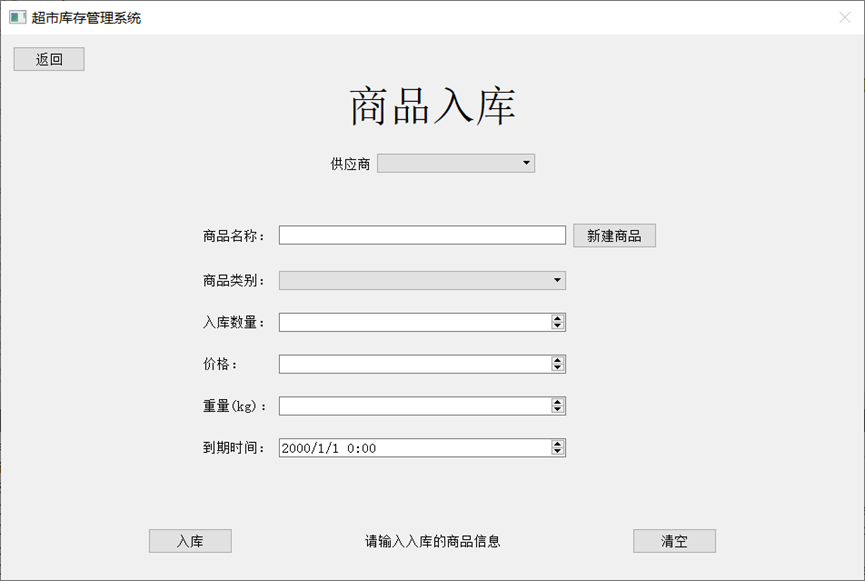 超市库存管理系统
返回
商品入库
供应商
商品名称： 新建商品
商品类别：
入库数量：
价格：
重量(kg)：
到期时间： 2000/1/1 0:00
入库 请输入入库的商品信息 清空